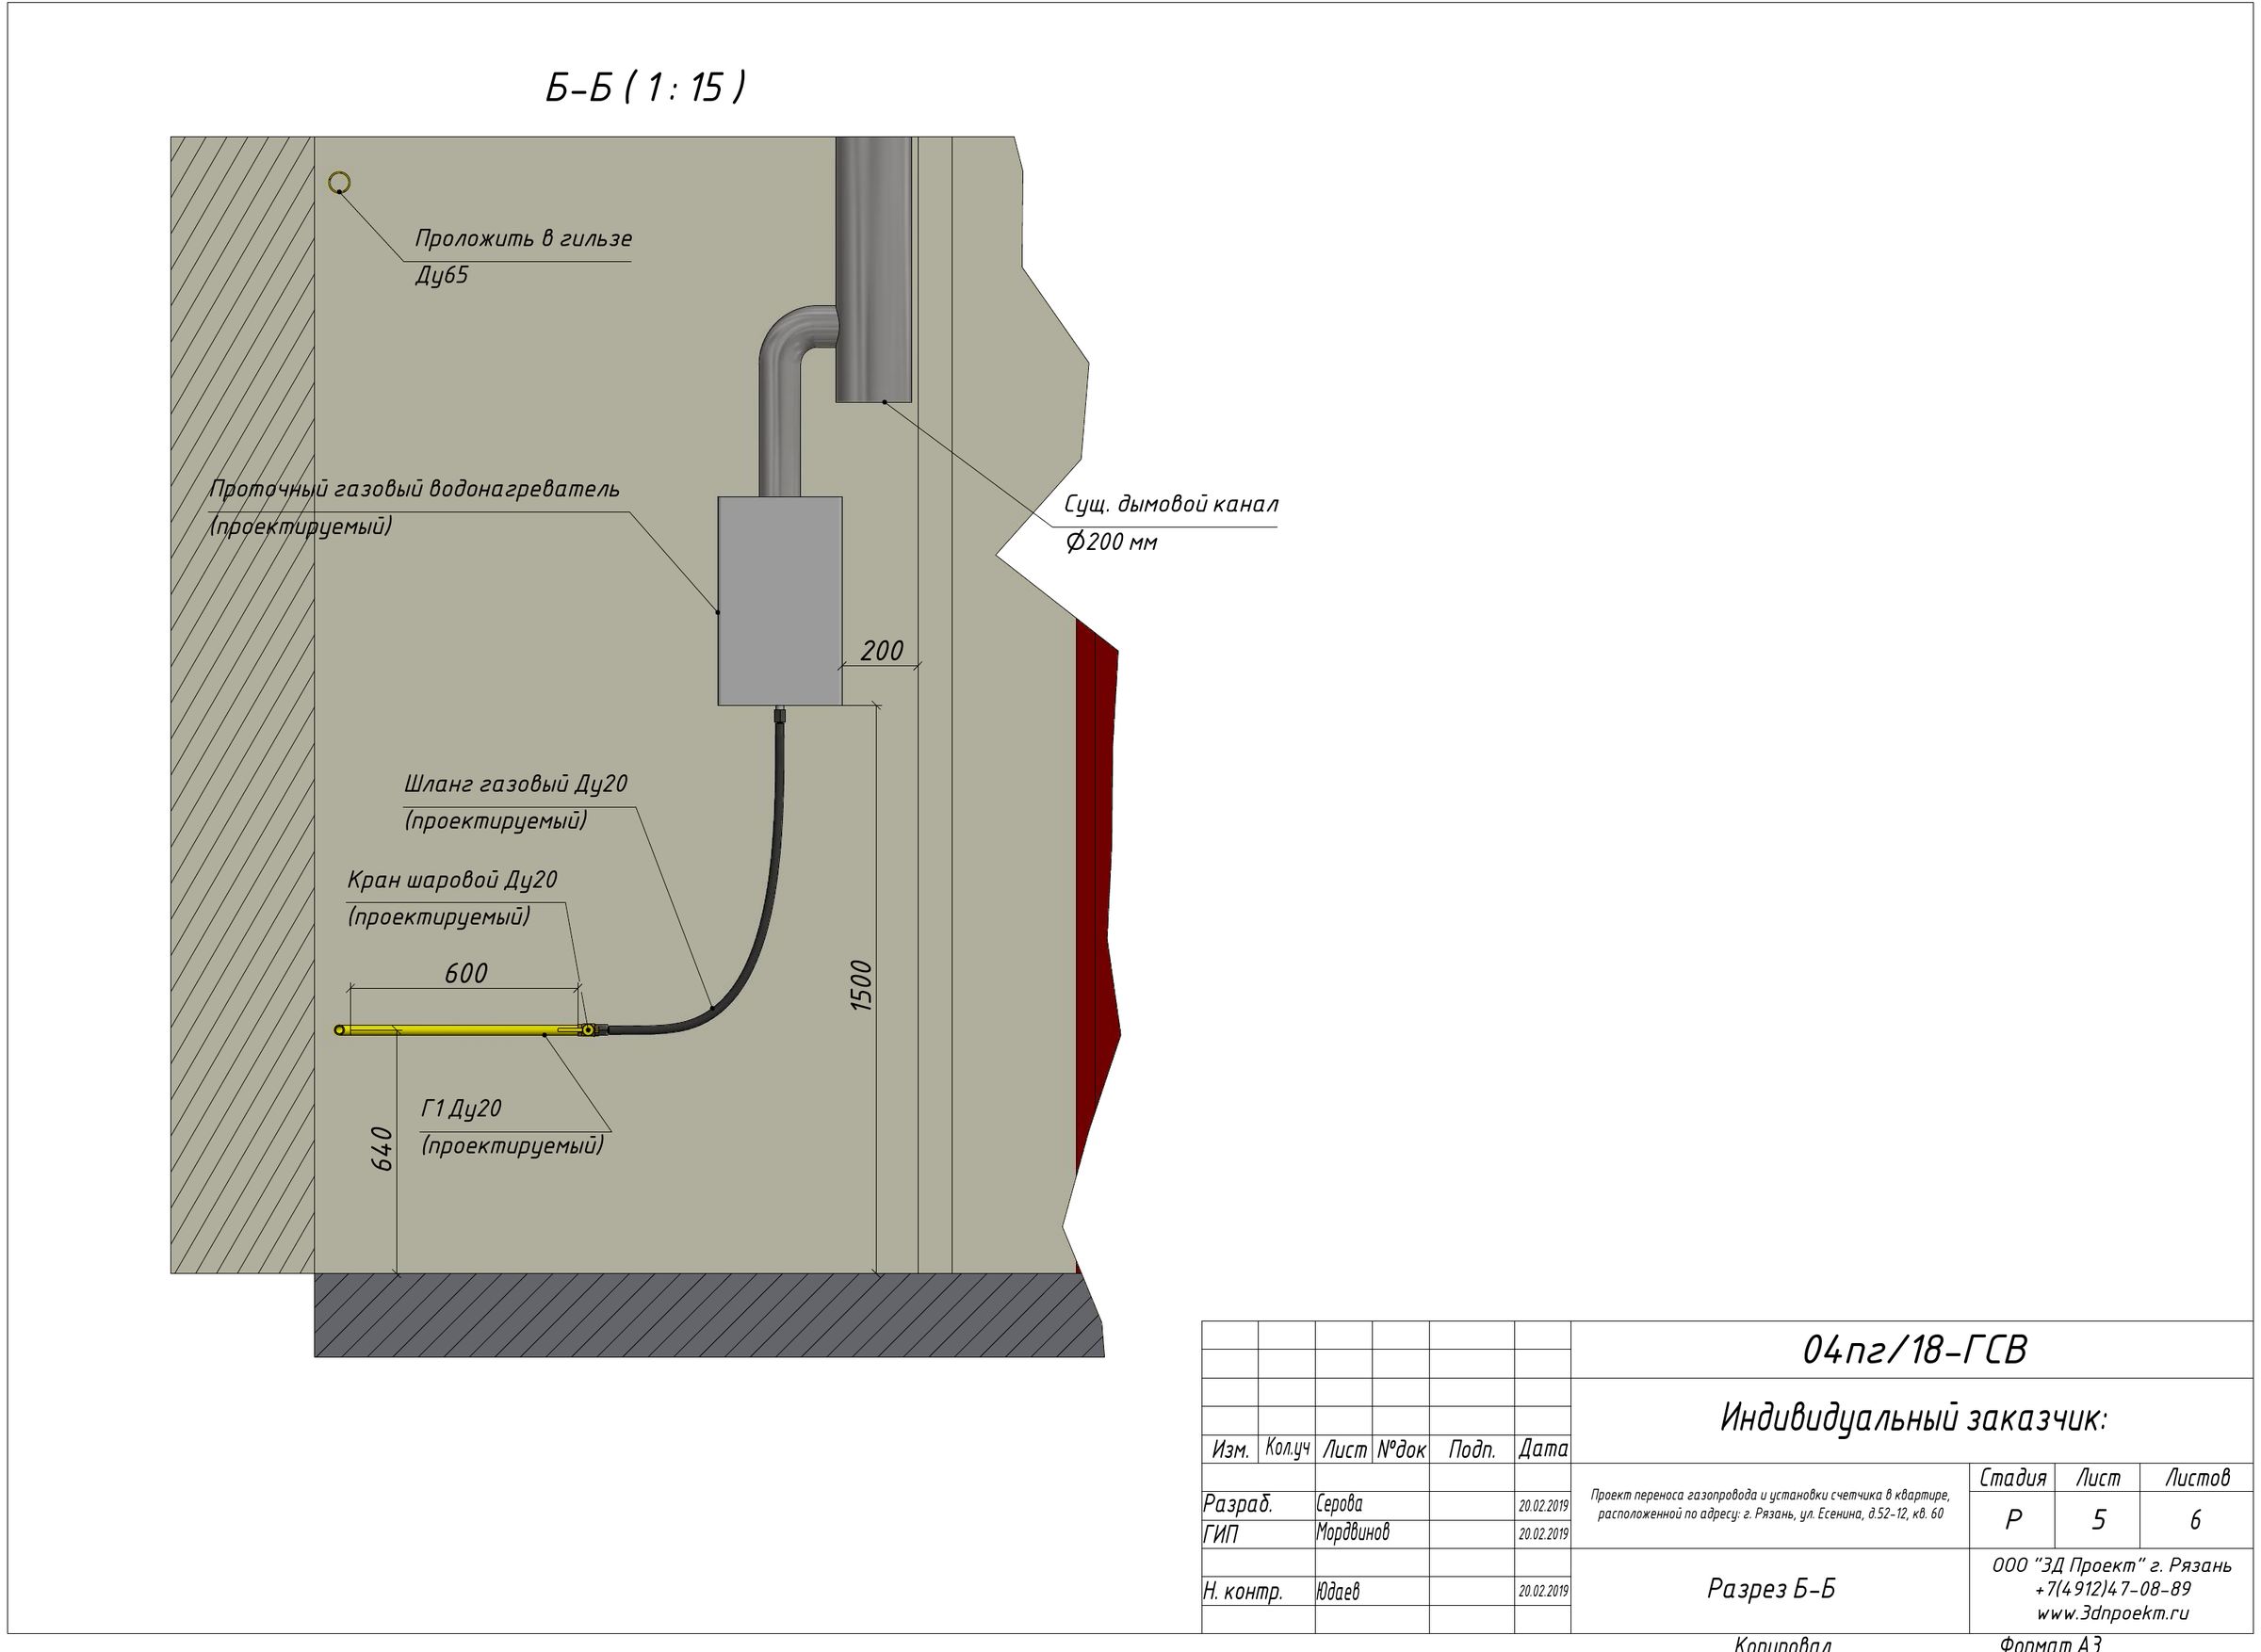 Б-Б ( 1 : 15 )
Проложить в гильзе
Ду65
Проточный газовый водонагреватель
(проектируемый)
Сущ. дымовой канал
Ø200 мм
200
Шланг газовый Ду20
(проектируемый)
Кран шаровой Ду20
(проектируемый)
600
1500
Г1 Ду20
(проектируемый)
640
04пг/18-ГСВ
Индивидуальный заказчик:
Изм. Кол.уч Лист №док Подп. Дата
Проект переноса газопровода и установки счетчика в квартире,
расположенной по адресу: г. Рязань, ул. Есенина, д.52-12, кв. 60
Стадия Лист Листов
Р 5 6
Разраб. Серова 20.02.2019
ГИП Мордвинов 20.02.2019
Н. контр. Юдаев 20.02.2019
Разрез Б-Б
ООО "3Д Проект" г. Рязань
+7(4912)47-08-89
www.3dnpoekm.ru
Копировал Формат А3